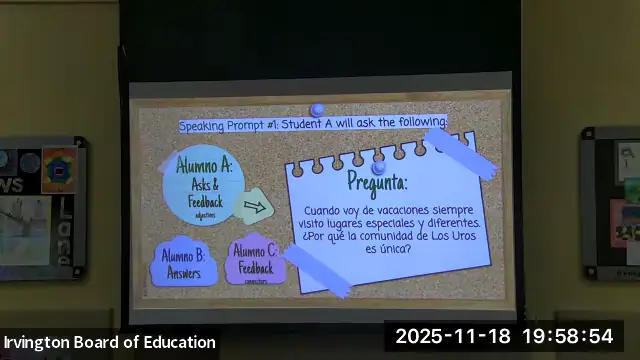 Speaking Prompt #1: Student A will ask the following:
Alumno A:
Asks &
Feedback
adjectives
Pregunta:
Cuando voy de vacaciones siempre
visito lugares especiales y diferentes.
¿Por qué la comunidad de Los Uros
es única?
Alumno B:
Answers
Alumno C:
Feedback
connectors
WS
Irvington Board of Education
2025-11-18 19:58:54